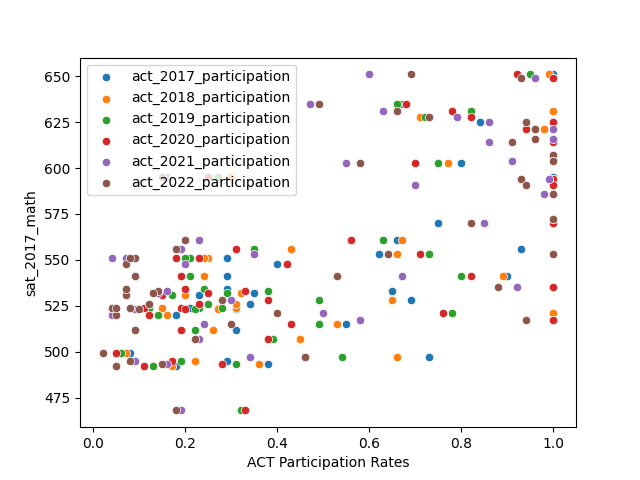 650
625
600
575
550
525
500
475
sat_2017_math
act_2017_participation
act_2018_participation
act_2019_participation
act_2020_participation
act_2021_participation
act_2022_participation
0.0 0.2 0.4 0.6 0.8 1.0
ACT Participation Rates